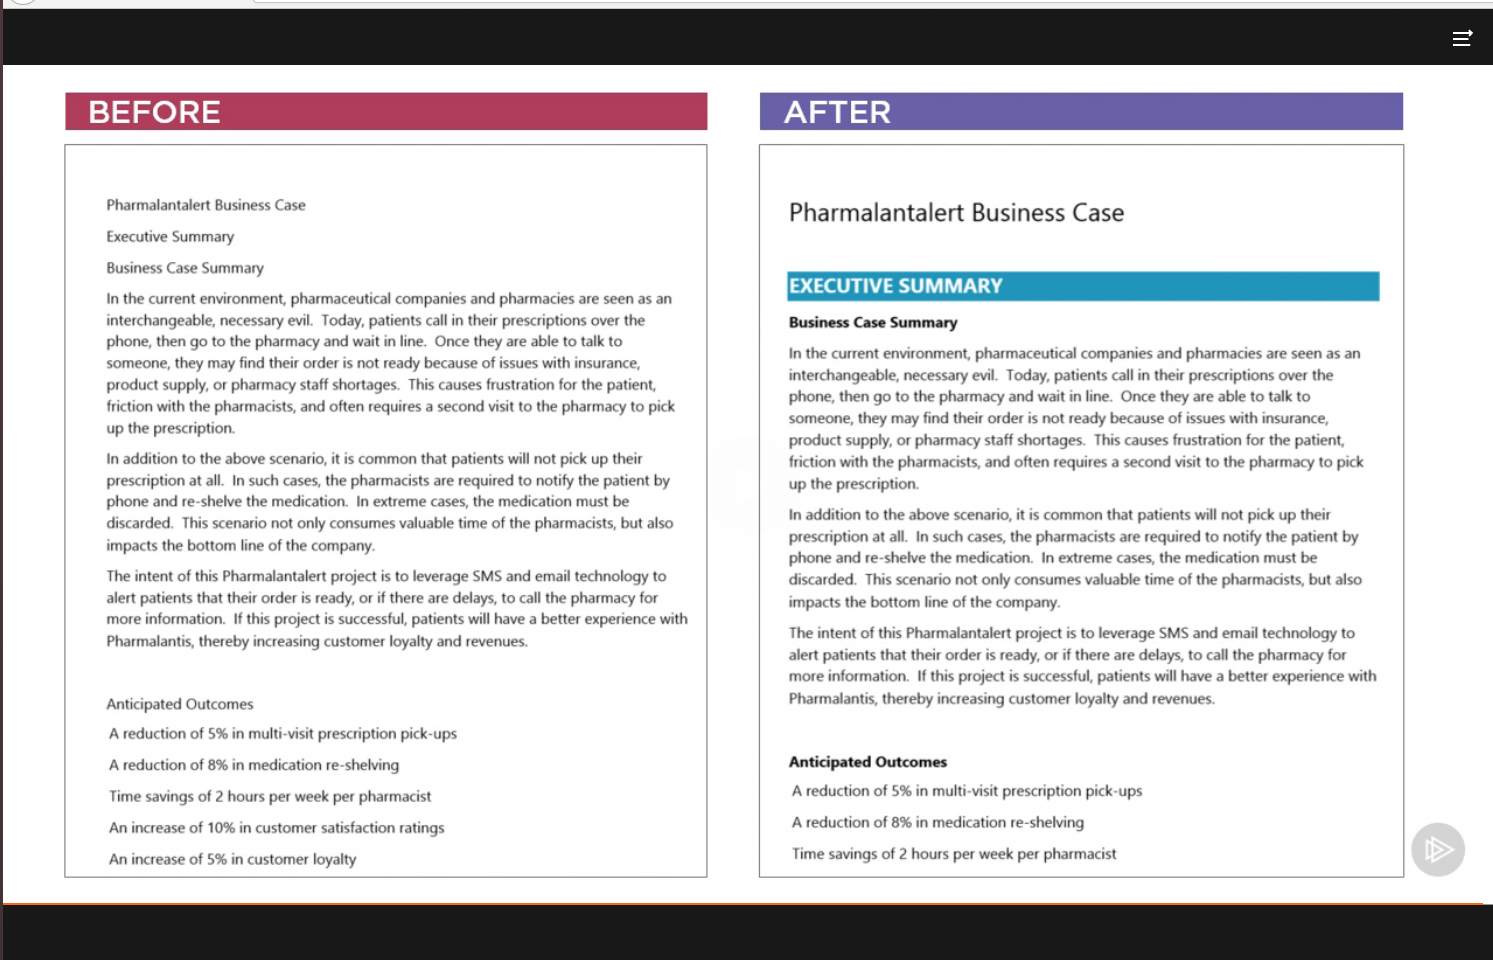 BEFORE
Pharmalantalert Business Case
Executive Summary
Business Case Summary
In the current environment, pharmaceutical companies and pharmacies are seen as an
interchangeable, necessary evil. Today, patients call in their prescriptions over the
phone, then go to the pharmacy and wait in line. Once they are able to talk to
someone, they may find their order is not ready because of issues with insurance,
product supply, or pharmacy staff shortages. This causes frustration for the patient,
friction with the pharmacists, and often requires a second visit to the pharmacy to pick
up the prescription.
In addition to the above scenario, it is common that patients will not pick up their
prescription at all. In such cases, the pharmacists are required to notify the patient by
phone and re-shelve the medication. In extreme cases, the medication must be
discarded. This scenario not only consumes valuable time of the pharmacists, but also
impacts the bottom line of the company.
The intent of this Pharmalantalert project is to leverage SMS and email technology to
alert patients that their order is ready, or if there are delays, to call the pharmacy for
more information. If this project is successful, patients will have a better experience with
Pharmalantis, thereby increasing customer loyalty and revenues.
Anticipated Outcomes
A reduction of 5% in multi-visit prescription pick-ups
A reduction of 8% in medication re-shelving
Time savings of 2 hours per week per pharmacist
An increase of 10% in customer satisfaction ratings
An increase of 5% in customer loyalty
AFTER
Pharmalantalert Business Case
EXECUTIVE SUMMARY
Business Case Summary
In the current environment, pharmaceutical companies and pharmacies are seen as an
interchangeable, necessary evil. Today, patients call in their prescriptions over the
phone, then go to the pharmacy and wait in line. Once they are able to talk to
someone, they may find their order is not ready because of issues with insurance,
product supply, or pharmacy staff shortages. This causes frustration for the patient,
friction with the pharmacists, and often requires a second visit to the pharmacy to pick
up the prescription.
In addition to the above scenario, it is common that patients will not pick up their
prescription at all. In such cases, the pharmacists are required to notify the patient by
phone and re-shelve the medication. In extreme cases, the medication must be
discarded. This scenario not only consumes valuable time of the pharmacists, but also
impacts the bottom line of the company.
The intent of this Pharmalantalert project is to leverage SMS and email technology to
alert patients that their order is ready, or if there are delays, to call the pharmacy for
more information. If this project is successful, patients will have a better experience with
Pharmalantis, thereby increasing customer loyalty and revenues.
Anticipated Outcomes
A reduction of 5% in multi-visit prescription pick-ups
A reduction of 8% in medication re-shelving
Time savings of 2 hours per week per pharmacist